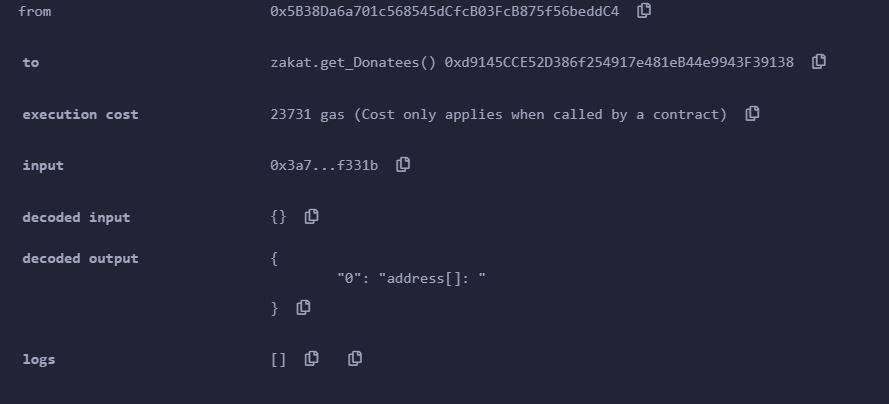 from 0x5B38Da6a701c568545dCfcB03FcB875f56beddC4
to zakat.get_Donatees() 0xd9145CCE52D386f254917e481eB44e9943F39138
execution cost 23731 gas (Cost only applies when called by a contract)
input 0x3a7...f331b
decoded input {}
decoded output {
"0": "address[]: "
}
logs []